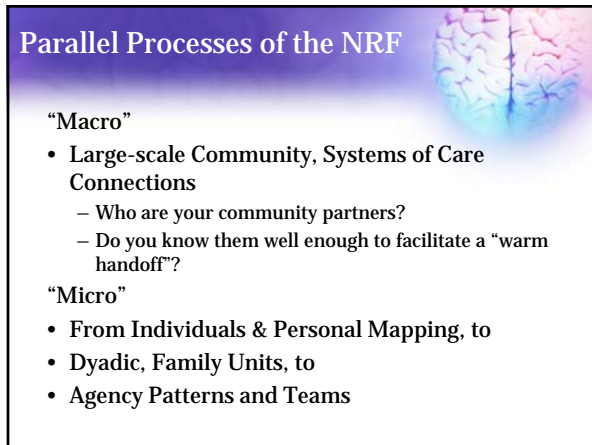 Parallel Processes of the NRF
“Macro”
• Large-scale Community, Systems of Care
Connections
– Who are your community partners?
– Do you know them well enough to facilitate a “warm
handoff”?
“Micro”
• From Individuals & Personal Mapping, to
• Dyadic, Family Units, to
• Agency Patterns and Teams